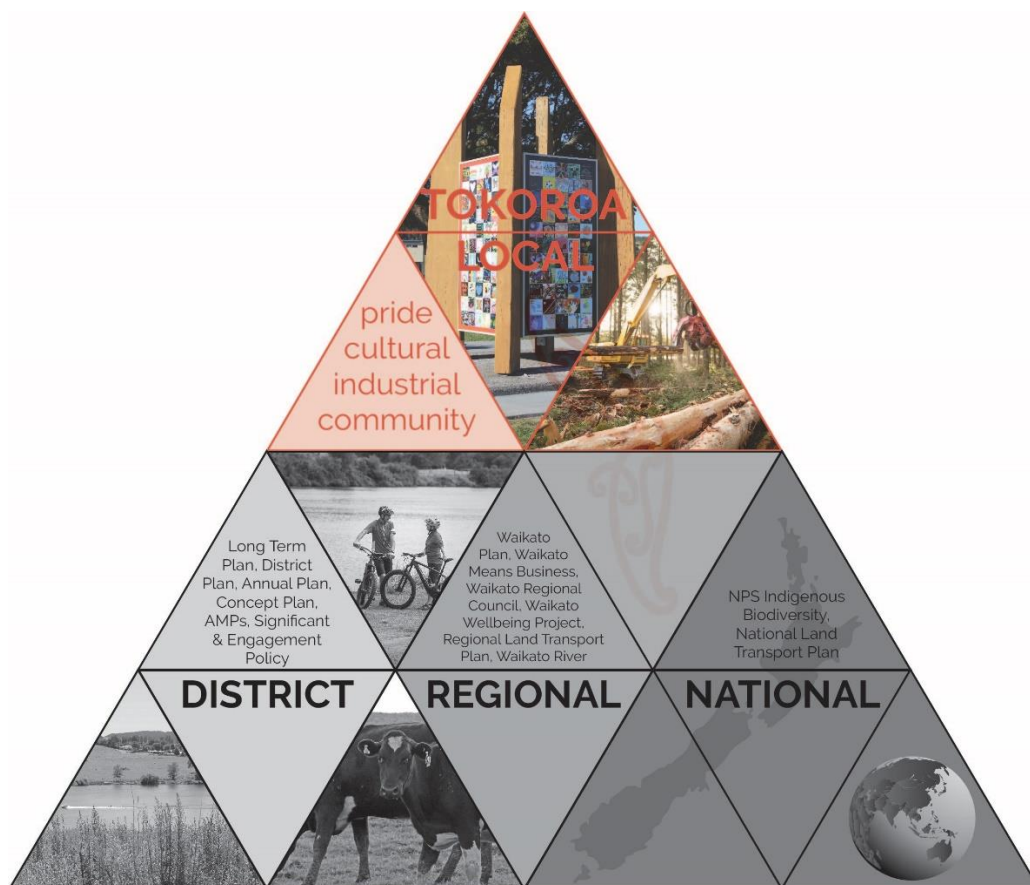 TOKOROA
LOCAL
pride
cultural
industrial
community
Long Term
Plan, District
Plan, Annual Plan,
Concept Plan,
AMPs, Significant
& Engagement
Policy
Waikato
Plan, Waikato
Means Business,
Waikato Regional
Council, Waikato
Wellbeing Project,
Regional Land Transport
Plan, Waikato River
NPS Indigenous
Biodiversity,
National Land
Transport Plan
DISTRICT
REGIONAL
NATIONAL